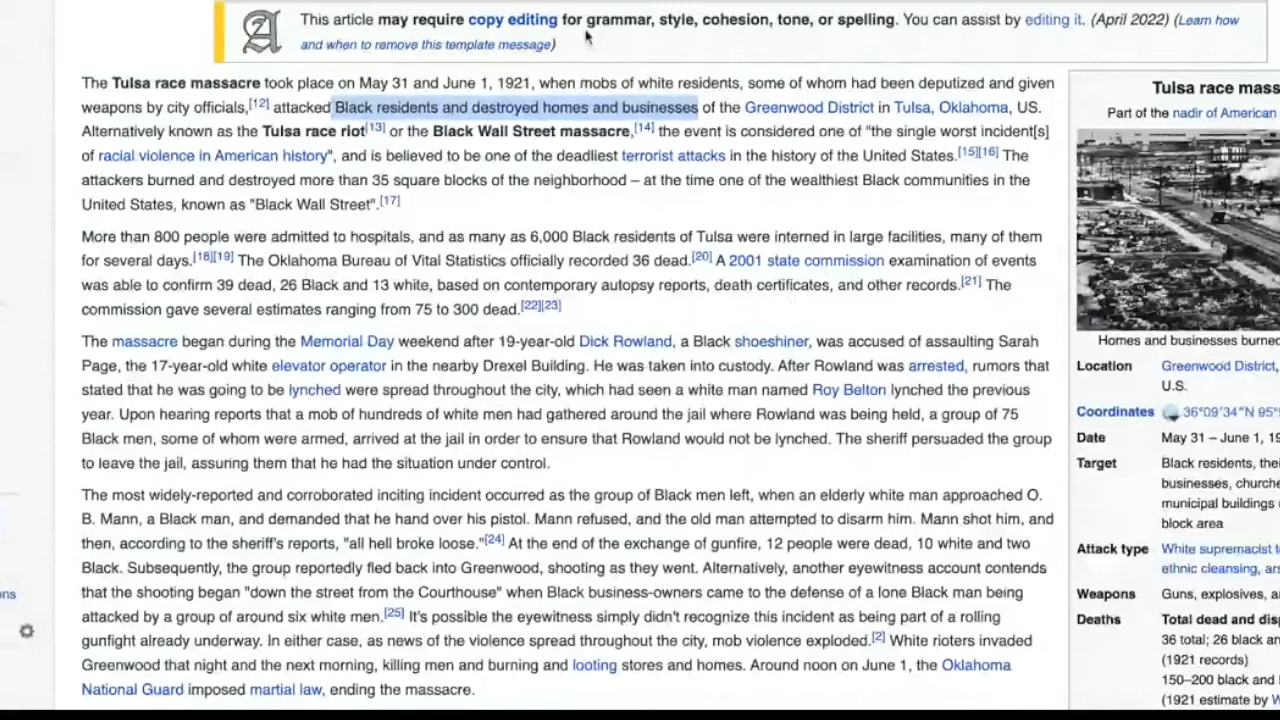 This article may require copy editing for grammar, style, cohesion, tone, or spelling. You can assist by editing it. (April 2022) (Learn how
and when to remove this template message)
The Tulsa race massacre took place on May 31 and June 1, 1921, when mobs of white residents, some of whom had been deputized and given
weapons by city officials,[12] attacked Black residents and destroyed homes and businesses of the Greenwood District in Tulsa, Oklahoma, US.
Alternatively known as the Tulsa race riot[13] or the Black Wall Street massacre,[14] the event is considered one of "the single worst incident[s]
of racial violence in American history", and is believed to be one of the deadliest terrorist attacks in the history of the United States.[15][16] The
attackers burned and destroyed more than 35 square blocks of the neighborhood – at the time one of the wealthiest Black communities in the
United States, known as "Black Wall Street".[17]
More than 800 people were admitted to hospitals, and as many as 6,000 Black residents of Tulsa were interned in large facilities, many of them
for several days.[18][19] The Oklahoma Bureau of Vital Statistics officially recorded 36 dead.[20] A 2001 state commission examination of events
was able to confirm 39 dead, 26 Black and 13 white, based on contemporary autopsy reports, death certificates, and other records.[21] The
commission gave several estimates ranging from 75 to 300 dead.[22][23]
The massacre began during the Memorial Day weekend after 19-year-old Dick Rowland, a Black shoeshiner, was accused of assaulting Sarah
Page, the 17-year-old white elevator operator in the nearby Drexel Building. He was taken into custody. After Rowland was arrested, rumors that
stated that he was going to be lynched were spread throughout the city, which had seen a white man named Roy Belton lynched the previous
year. Upon hearing reports that a mob of hundreds of white men had gathered around the jail where Rowland was being held, a group of 75
Black men, some of whom were armed, arrived at the jail in order to ensure that Rowland would not be lynched. The sheriff persuaded the group
to leave the jail, assuring them that he had the situation under control.
The most widely-reported and corroborated inciting incident occurred as the group of Black men left, when an elderly white man approached O.
B. Mann, a Black man, and demanded that he hand over his pistol. Mann refused, and the old man attempted to disarm him. Mann shot him, and
then, according to the sheriff's reports, "all hell broke loose."[24] At the end of the exchange of gunfire, 12 people were dead, 10 white and two
Black. Subsequently, the group reportedly fled back into Greenwood, shooting as they went. Alternatively, another eyewitness account contends
that the shooting began "down the street from the Courthouse" when Black business-owners came to the defense of a lone Black man being
attacked by a group of around six white men.[25] It's possible the eyewitness simply didn't recognize this incident as being part of a rolling
gunfight already underway. In either case, as news of the violence spread throughout the city, mob violence exploded.[2] White rioters invaded
Greenwood that night and the next morning, killing men and burning and looting stores and homes. Around noon on June 1, the Oklahoma
National Guard imposed martial law, ending the massacre.
ons
Tulsa race mass
Part of the nadir of American
Homes and businesses burned
Location Greenwood District,
U.S.
Coordinates 36°09′34″N 95°
Date May 31 – June 1, 19
Target Black residents, thei
businesses, churche
municipal buildings
block area
Attack type White supremacist t
ethnic cleansing, ars
Weapons Guns, explosives, a
Deaths Total dead and disp
36 total; 26 black an
(1921 records)
150–200 black and
(1921 estimate by W